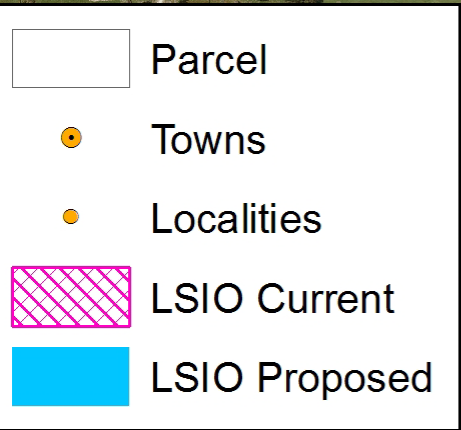 Parcel
Towns
Localities
LSIO Current
LSIO Proposed